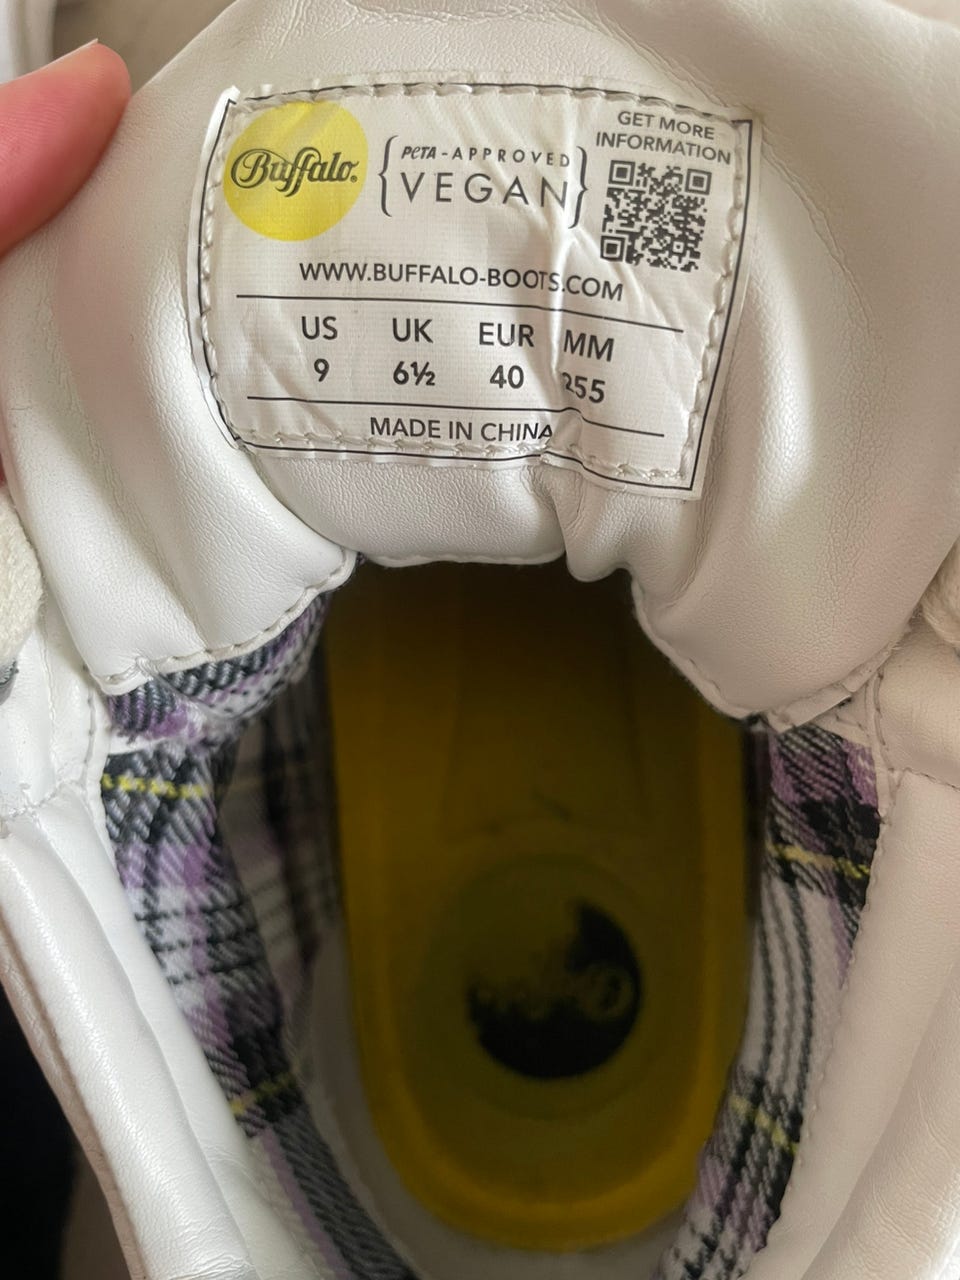 Buffalo®
{PETA-APPROVED
VEGAN}
GET MORE
INFORMATION
WWW.BUFFALO-BOOTS.COM
US UK EUR MM
9 6½ 40 255
MADE IN CHINA